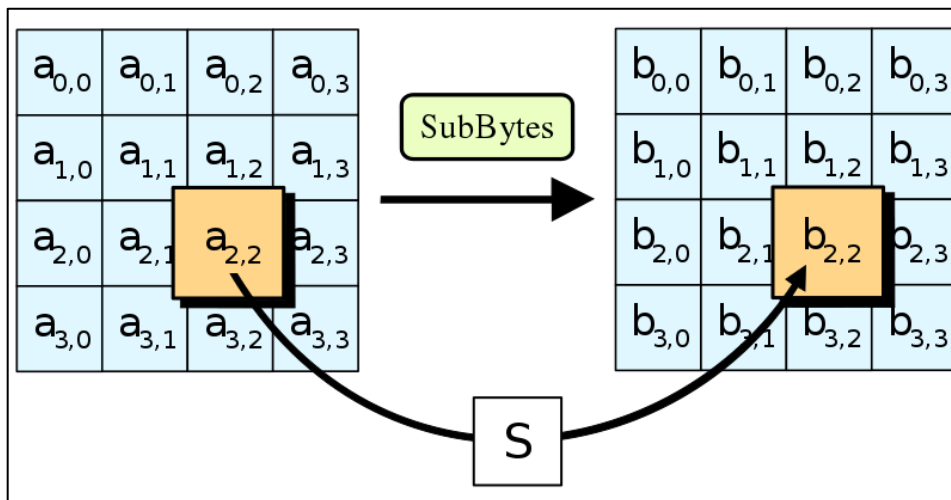 a0,0 a0,1 a0,2 a0,3 b0,0 b0,1 b0,2 b0,3
SubBytes
a1,0 a1,1 a1,2 a1,3 b1,0 b1,1 b1,2 b1,3
a2,0 a2,1 a2,2 a2,3 b2,0 b2,1 b2,2 b2,3
a3,0 a3,1 a3,2 a3,3 b3,0 b3,1 b3,2 b3,3
S